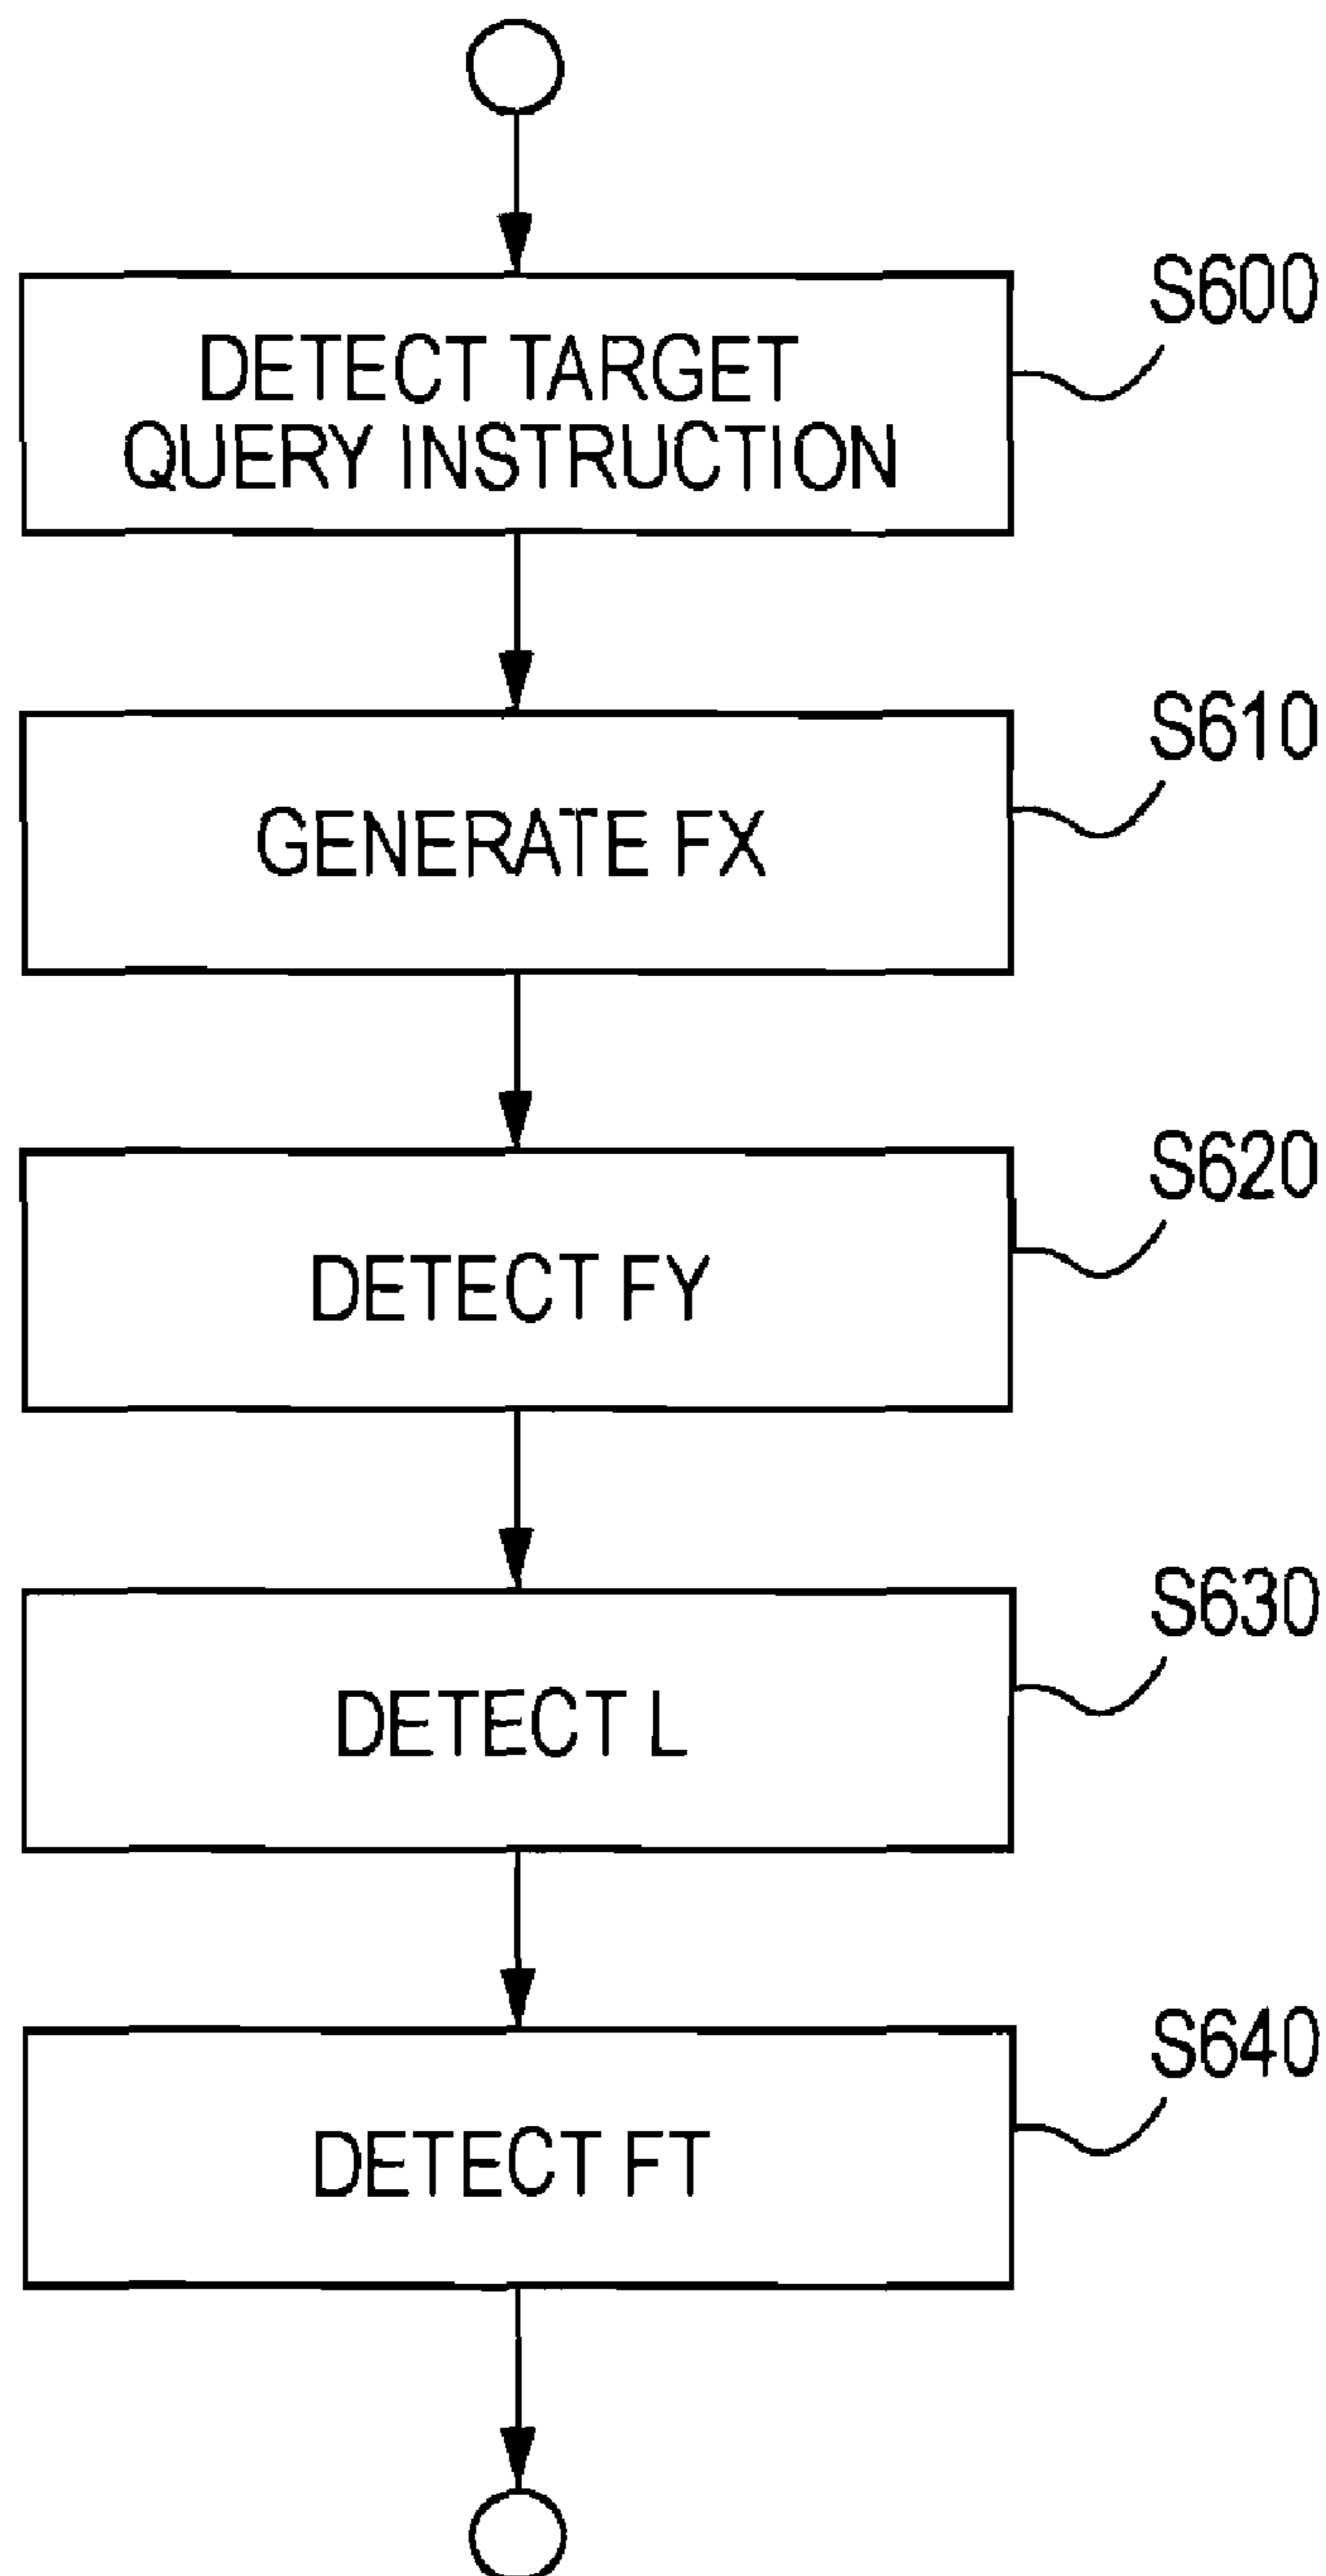 S600
DETECT TARGET
QUERY INSTRUCTION
S610
GENERATE FX
S620
DETECT FY
S630
DETECT L
S640
DETECT FT